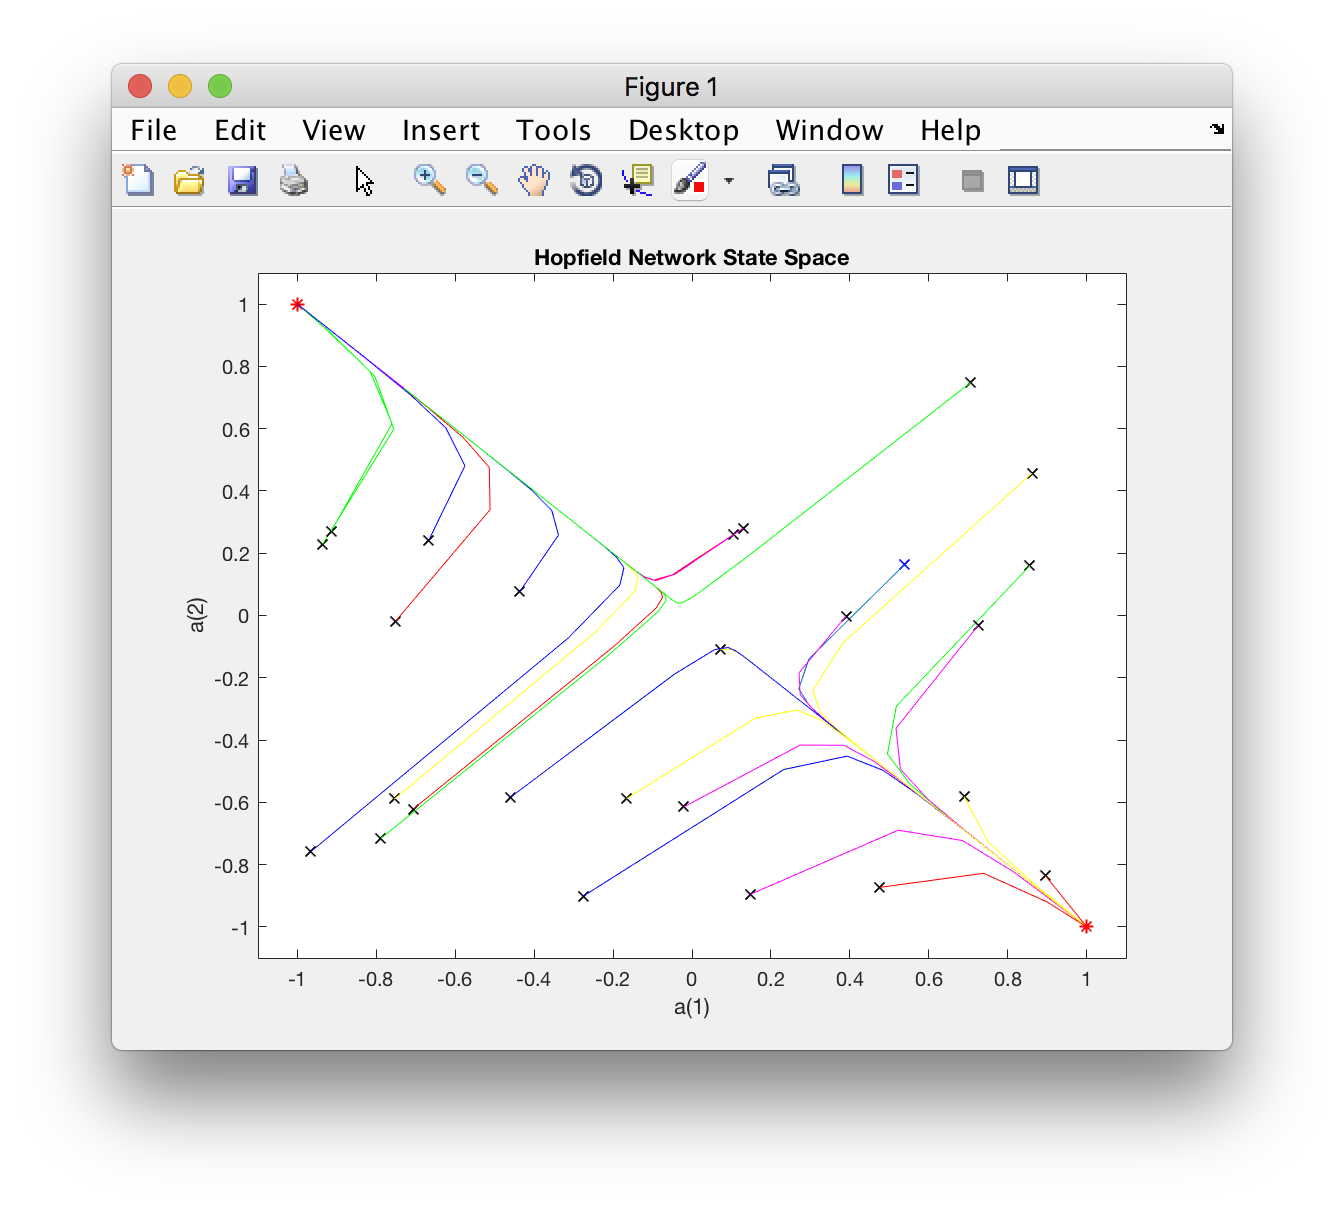 Figure 1
File Edit View Insert Tools Desktop Window Help
Hopfield Network State Space
1
0.8
0.6
0.4
0.2
0
-0.2
-0.4
-0.6
-0.8
-1
a(2)
-1 -0.8 -0.6 -0.4 -0.2 0 0.2 0.4 0.6 0.8 1
a(1)